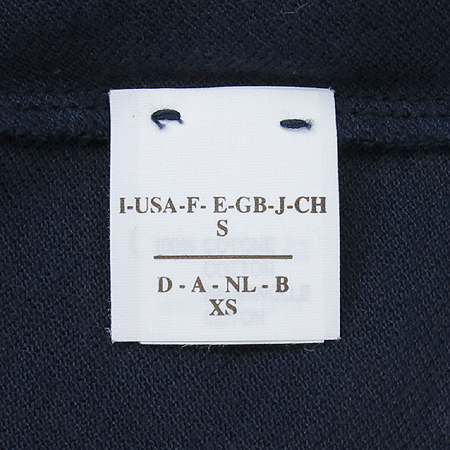 I-USA-F- E-GB-J-CH
S
D - A - NL - B
XS